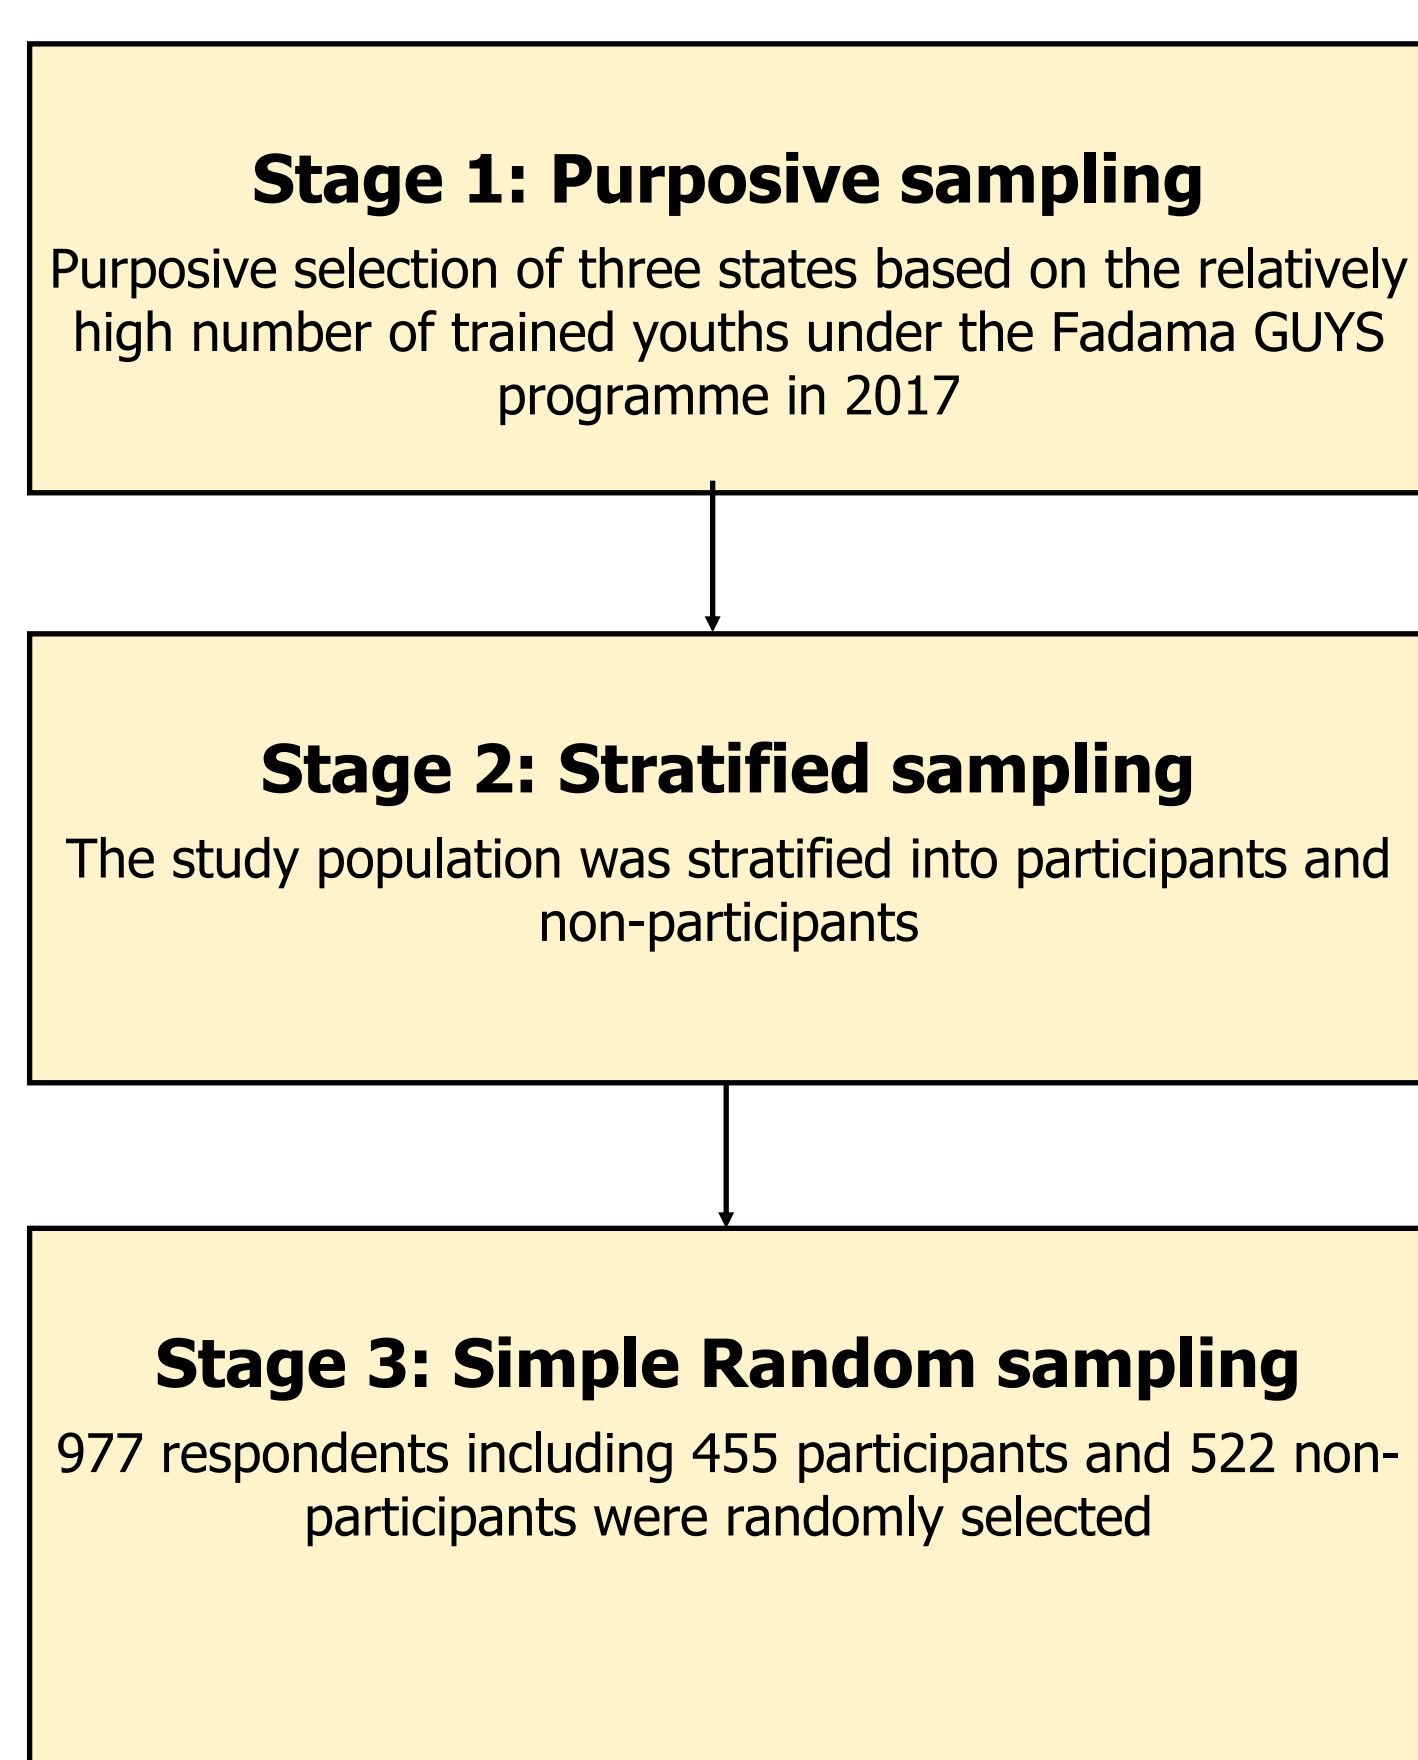 Stage 1: Purposive sampling
Purposive selection of three states based on the relatively
high number of trained youths under the Fadama GUYS
programme in 2017
Stage 2: Stratified sampling
The study population was stratified into participants and
non-participants
Stage 3: Simple Random sampling
977 respondents including 455 participants and 522 non-
participants were randomly selected